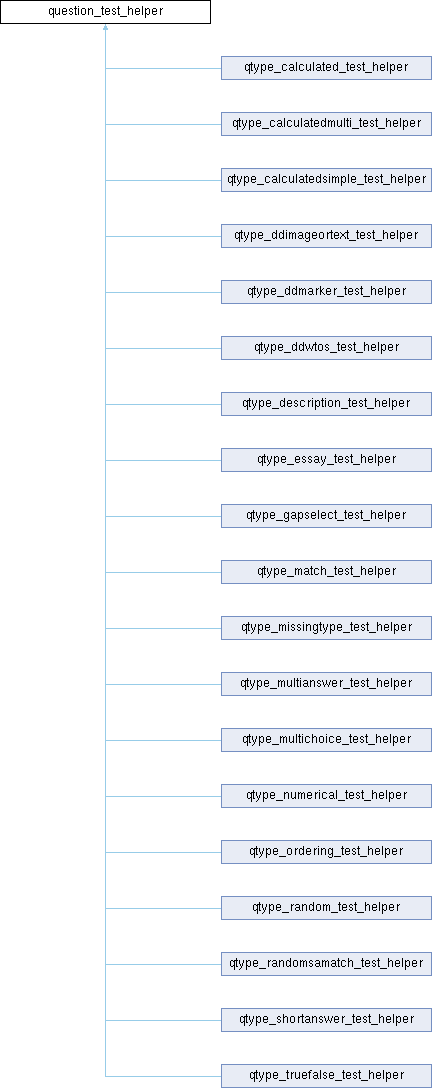 question_test_helper
qtype_calculated_test_helper
qtype_calculatedmulti_test_helper
qtype_calculatedsimple_test_helper
qtype_ddimageortext_test_helper
qtype_ddmarker_test_helper
qtype_ddwtos_test_helper
qtype_description_test_helper
qtype_essay_test_helper
qtype_gapselect_test_helper
qtype_match_test_helper
qtype_missingtype_test_helper
qtype_multianswer_test_helper
qtype_multichoice_test_helper
qtype_numerical_test_helper
qtype_ordering_test_helper
qtype_random_test_helper
qtype_randomsamatch_test_helper
qtype_shortanswer_test_helper
qtype_truefalse_test_helper